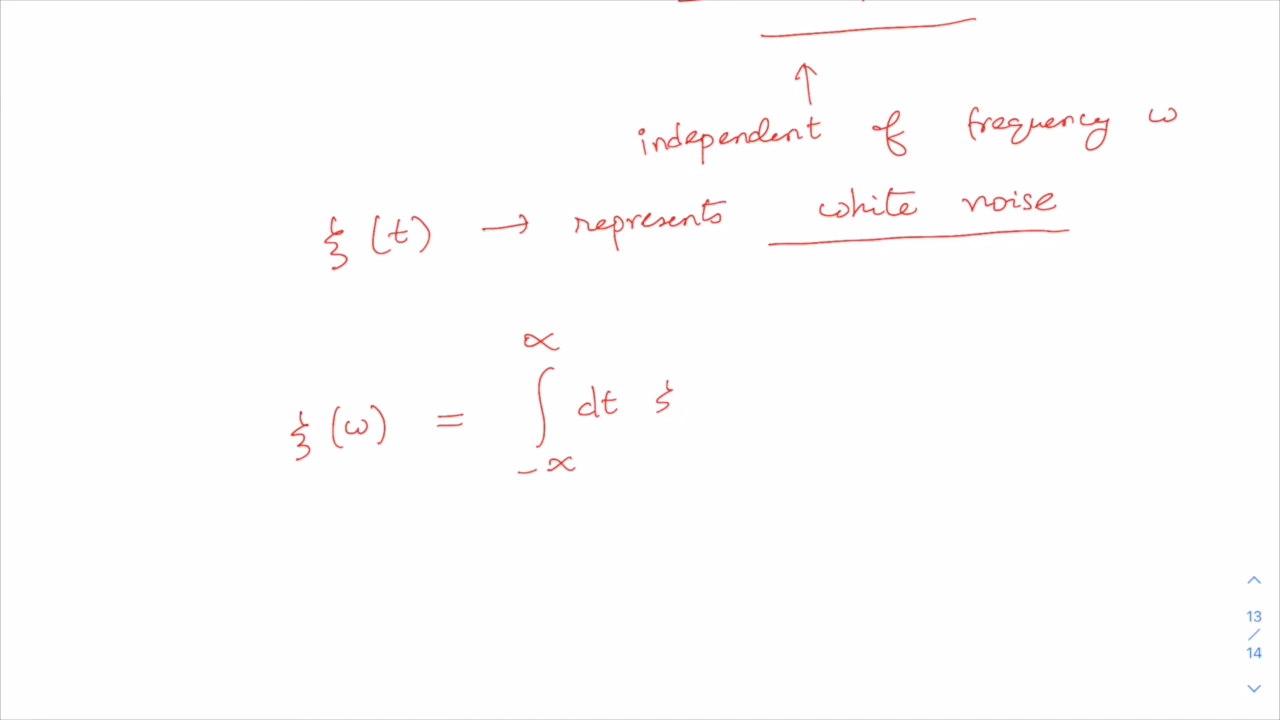 ↑
independent of frequency ω
ξ(t) → represents white noise
ξ(ω) = ∫_{-∝}^{∝} dt ξ
13
/
14